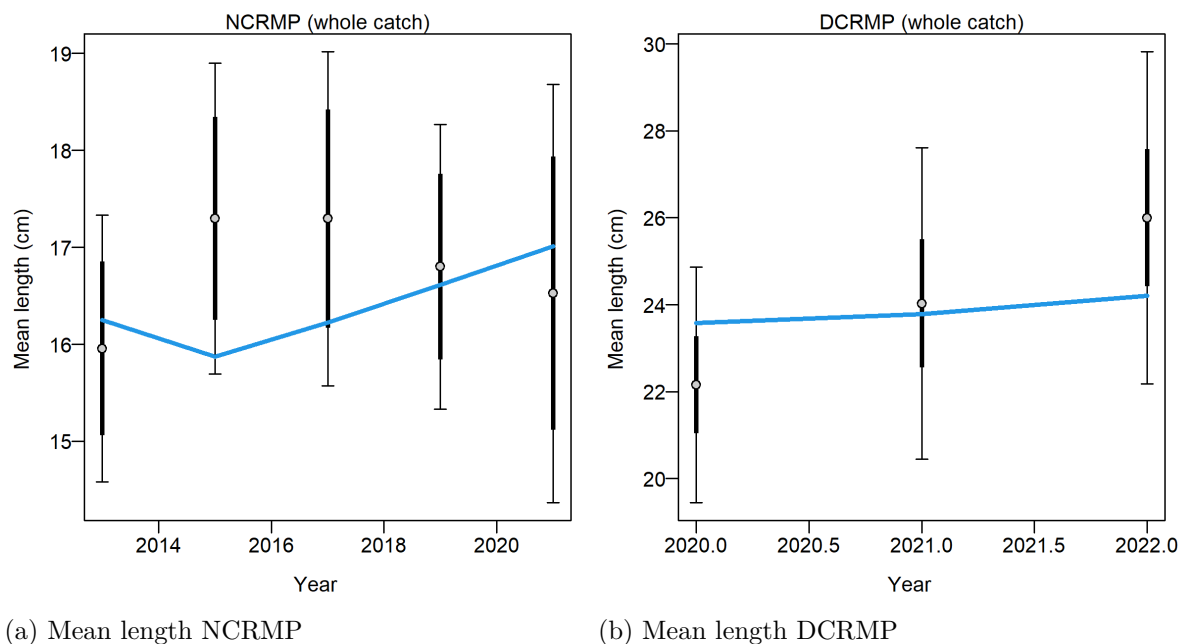 NCRMP (whole catch)
19
18
17
16
15
Mean length (cm)
2014 2016 2018 2020
Year
(a) Mean length NCRMP
DCRMP (whole catch)
30
28
26
24
22
20
Mean length (cm)
2020.0 2020.5 2021.0 2021.5 2022.0
Year
(b) Mean length DCRMP